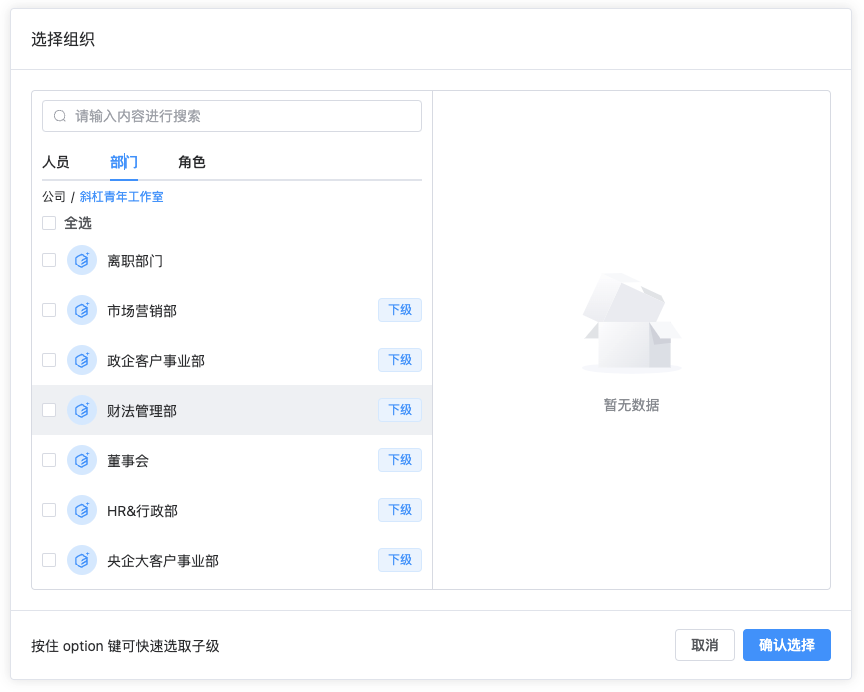 选择组织
请输入内容进行搜索
人员 部门 角色
公司 / 斜杠青年工作室
全选
离职部门
市场营销部 下级
政企客户事业部 下级
财法管理部 下级
董事会 下级
HR&行政部 下级
央企大客户事业部 下级
暂无数据
按住 option 键可快速选取子级
取消 确认选择